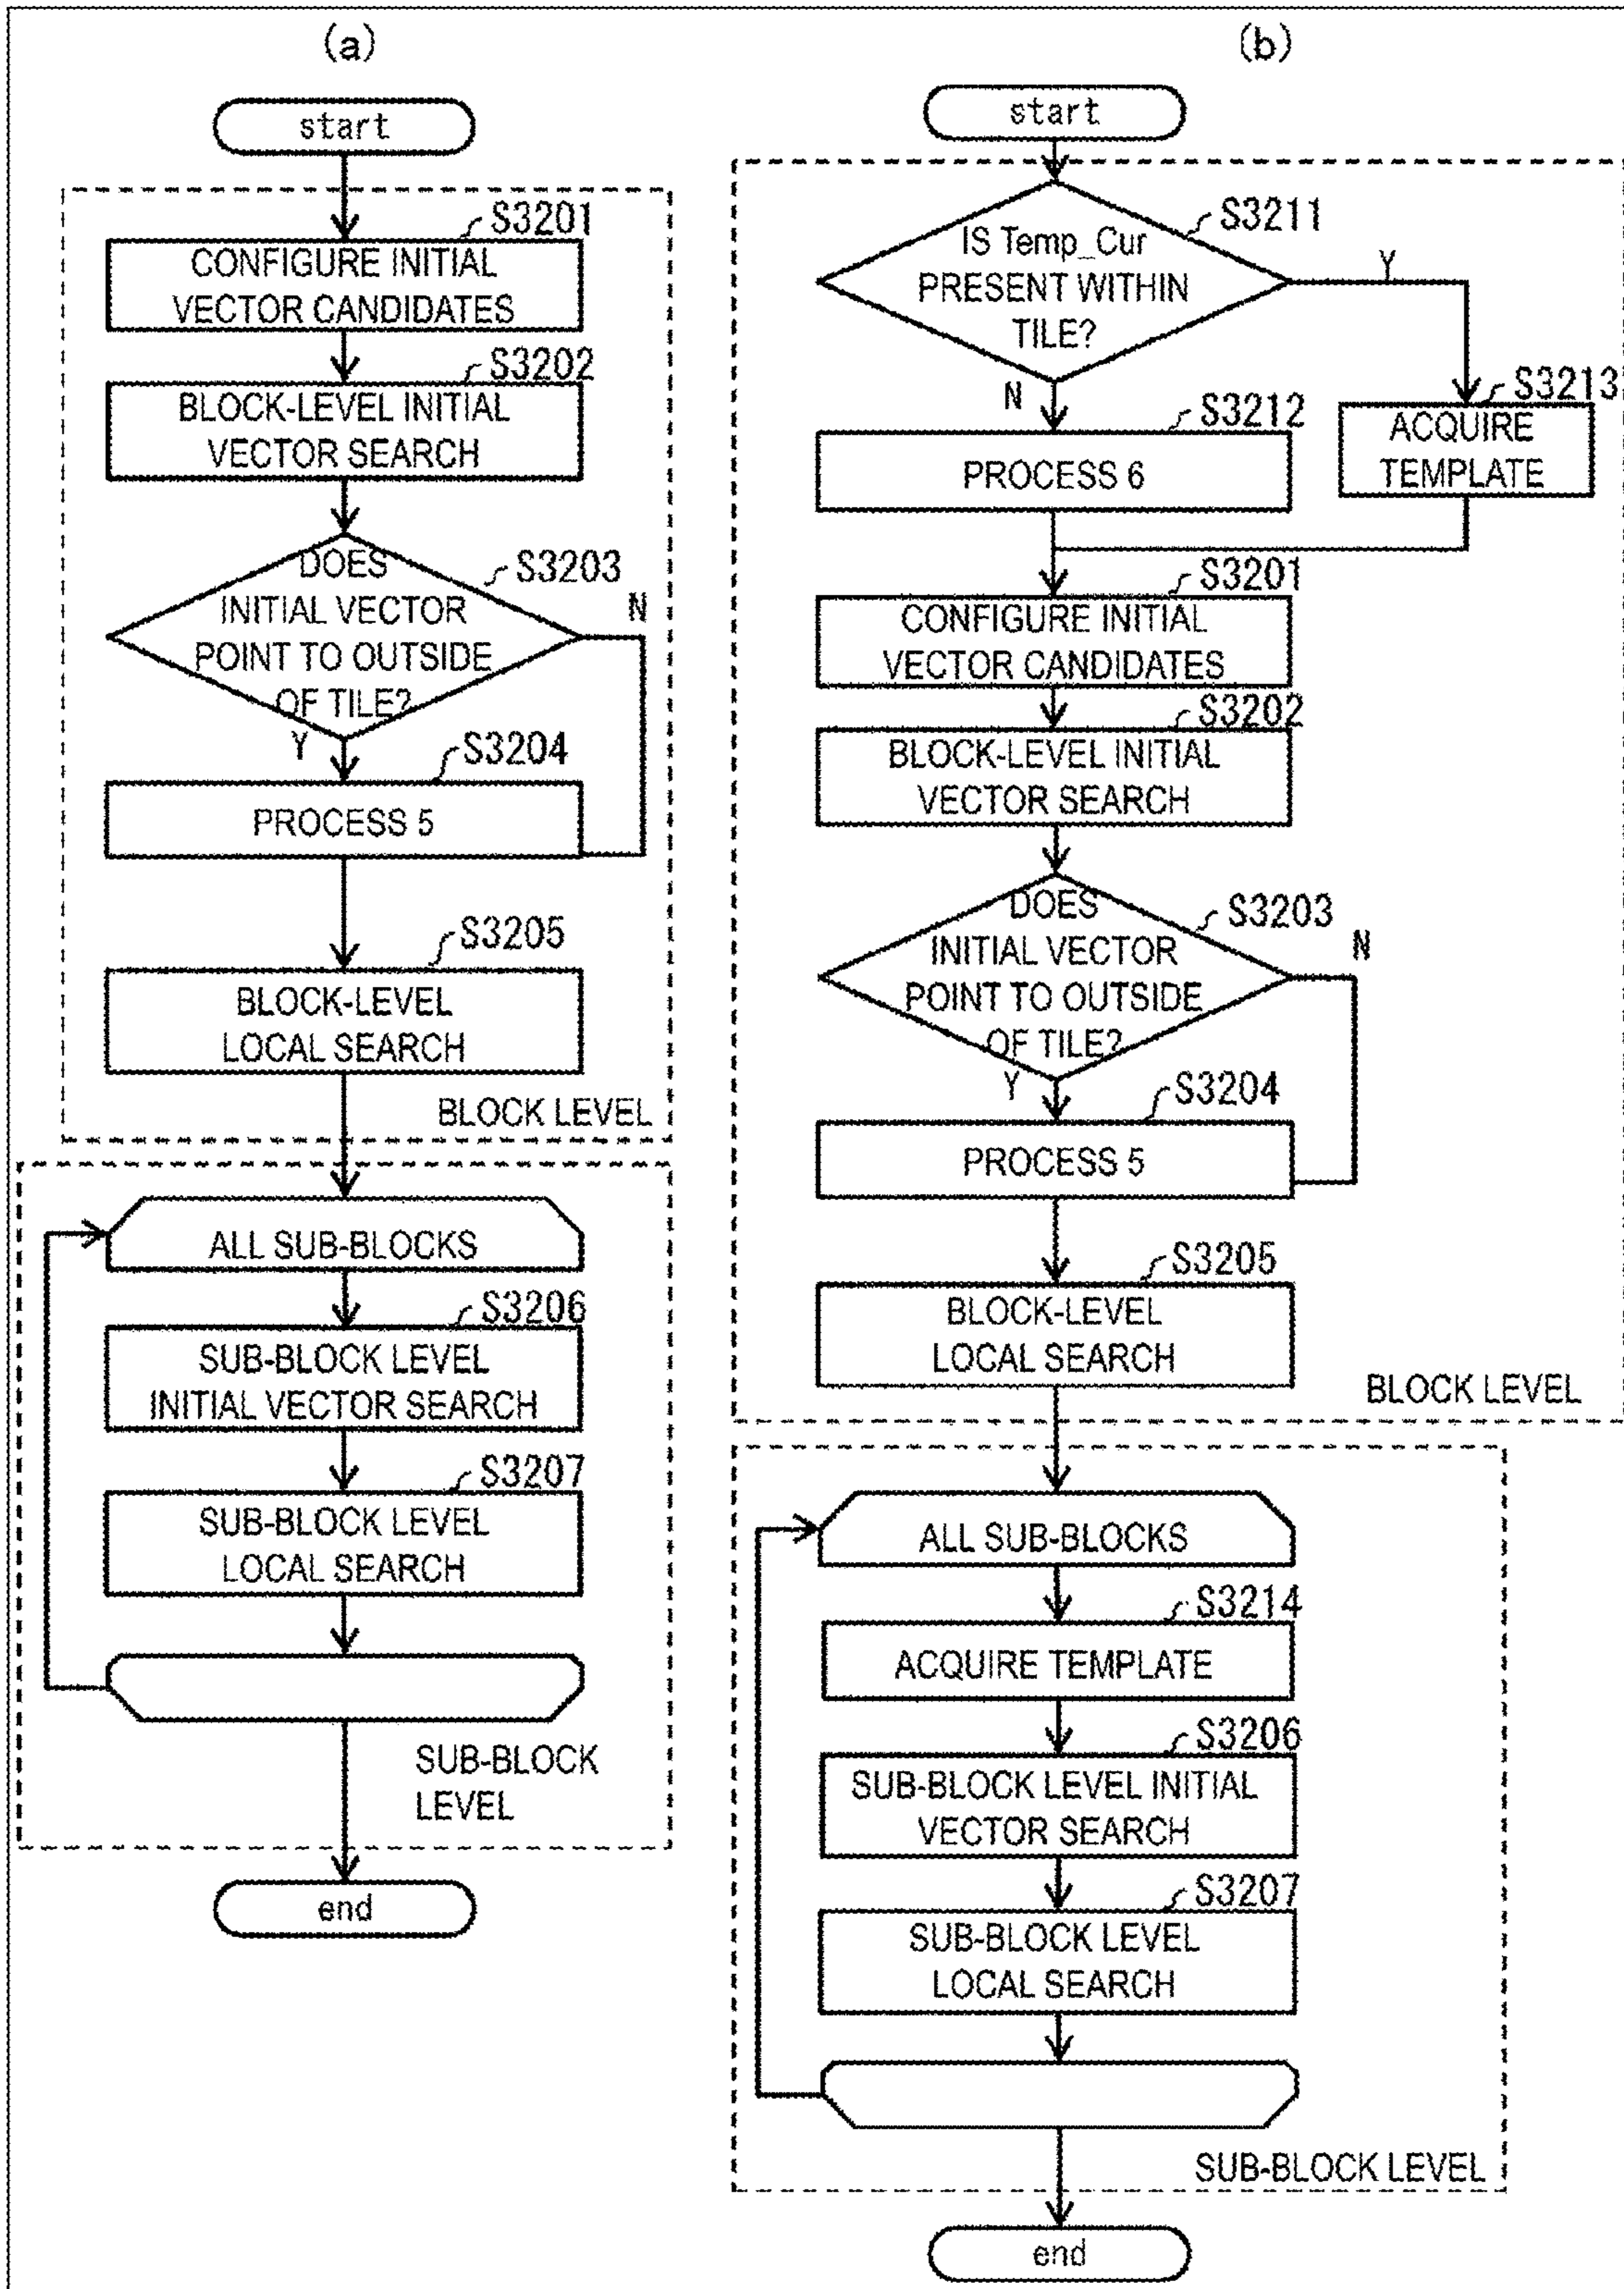 (a)
start
S3201
CONFIGURE INITIAL
VECTOR CANDIDATES
S3202
BLOCK-LEVEL INITIAL
VECTOR SEARCH
DOES
S3203
INITIAL VECTOR
N
POINT TO OUTSIDE
OF TILE?
Y
S3204
PROCESS 5
S3205
BLOCK-LEVEL
LOCAL SEARCH
BLOCK LEVEL
ALL SUB-BLOCKS
S3206
SUB-BLOCK LEVEL
INITIAL VECTOR SEARCH
S3207
SUB-BLOCK LEVEL
LOCAL SEARCH
SUB-BLOCK
LEVEL
end
(b)
start
S3211
IS Temp_Cur
Y
PRESENT WITHIN
TILE?
N
S3212
S3213
PROCESS 6
ACQUIRE
TEMPLATE
S3201
CONFIGURE INITIAL
VECTOR CANDIDATES
S3202
BLOCK-LEVEL INITIAL
VECTOR SEARCH
DOES
S3203
INITIAL VECTOR
N
POINT TO OUTSIDE
OF TILE?
Y
S3204
PROCESS 5
S3205
BLOCK-LEVEL
LOCAL SEARCH
BLOCK LEVEL
ALL SUB-BLOCKS
S3214
ACQUIRE TEMPLATE
S3206
SUB-BLOCK LEVEL INITIAL
VECTOR SEARCH
S3207
SUB-BLOCK LEVEL
LOCAL SEARCH
SUB-BLOCK LEVEL
end